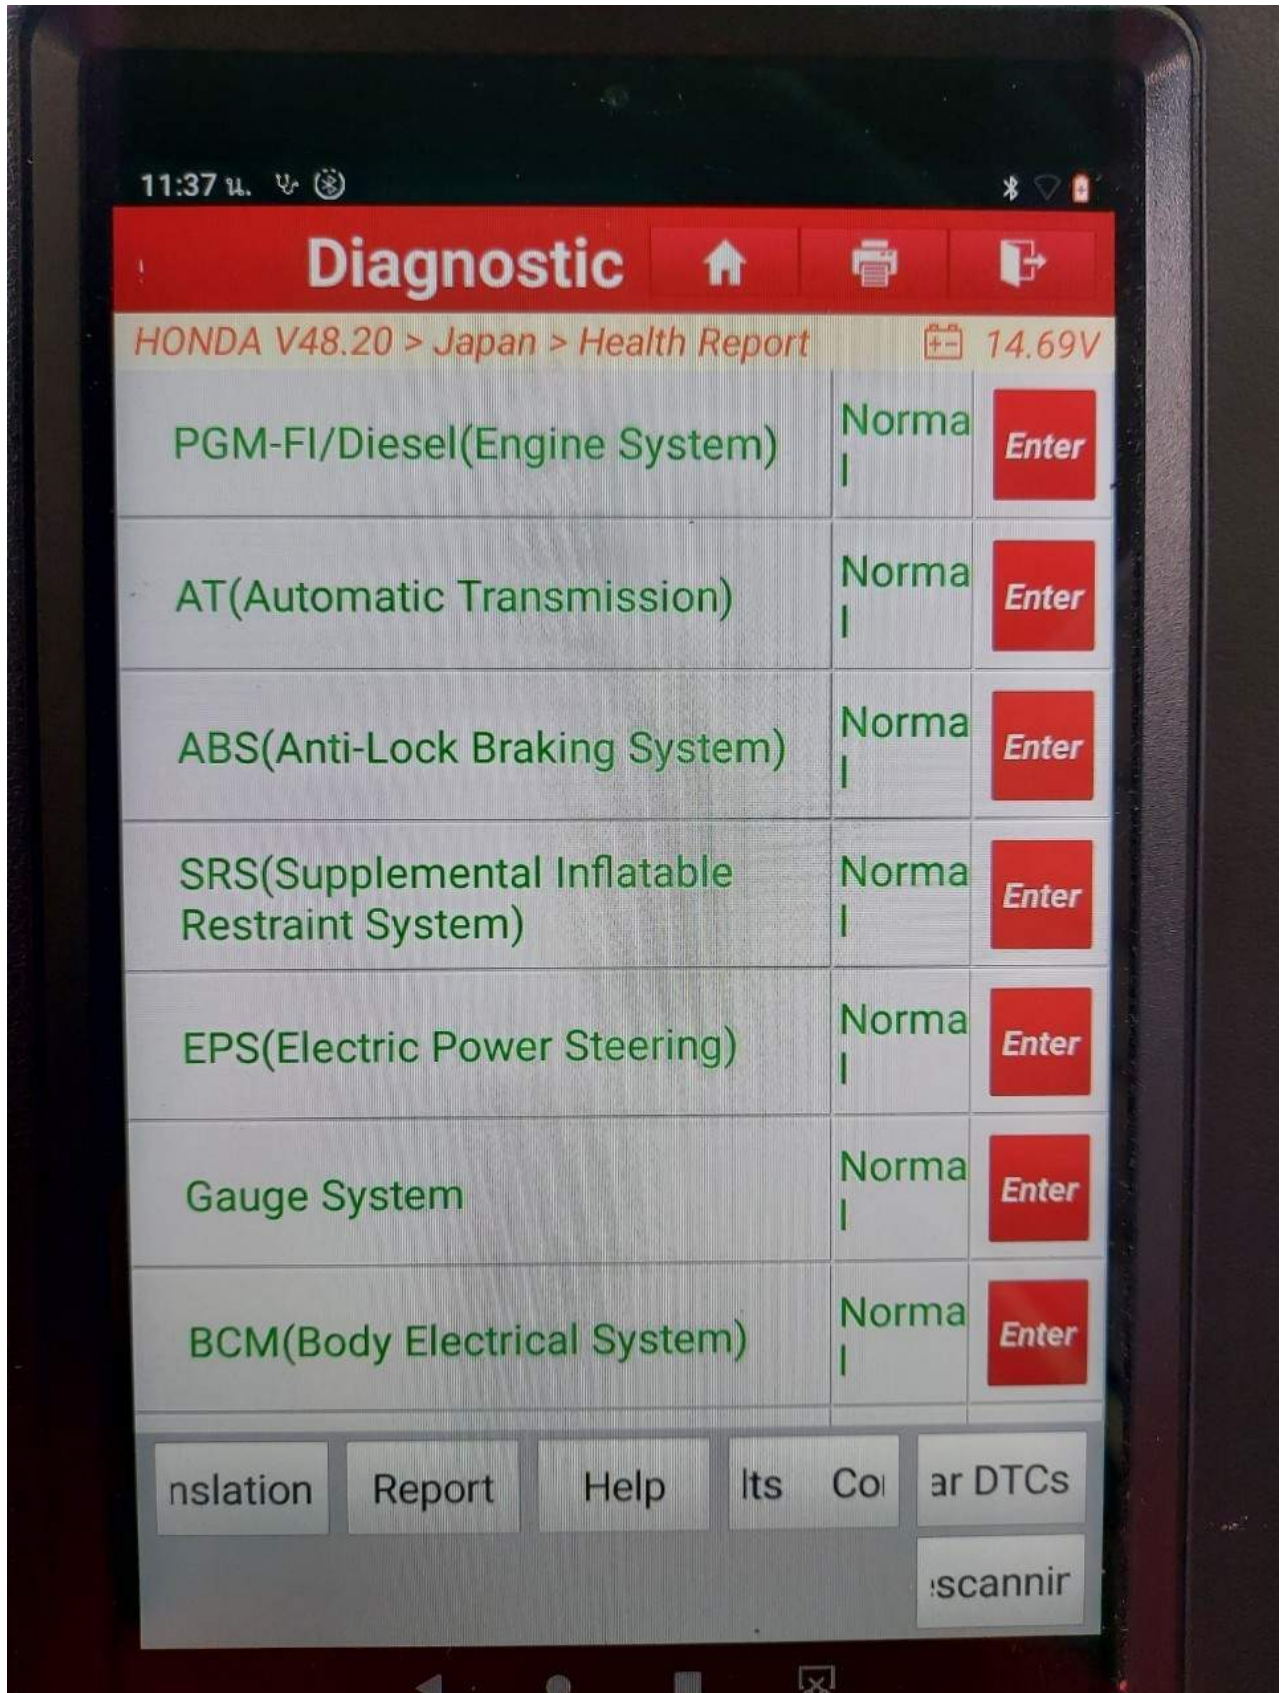 11:37 น.
Diagnostic
HONDA V48.20 > Japan > Health Report 14.69V
PGM-FI/Diesel(Engine System) Norma Enter
l
AT(Automatic Transmission) Norma Enter
l
ABS(Anti-Lock Braking System) Norma Enter
l
SRS(Supplemental Inflatable Norma Enter
Restraint System) l
EPS(Electric Power Steering) Norma Enter
l
Gauge System Norma Enter
l
BCM(Body Electrical System) Norma Enter
l
nslation Report Help lts Co ar DTCs
scannir